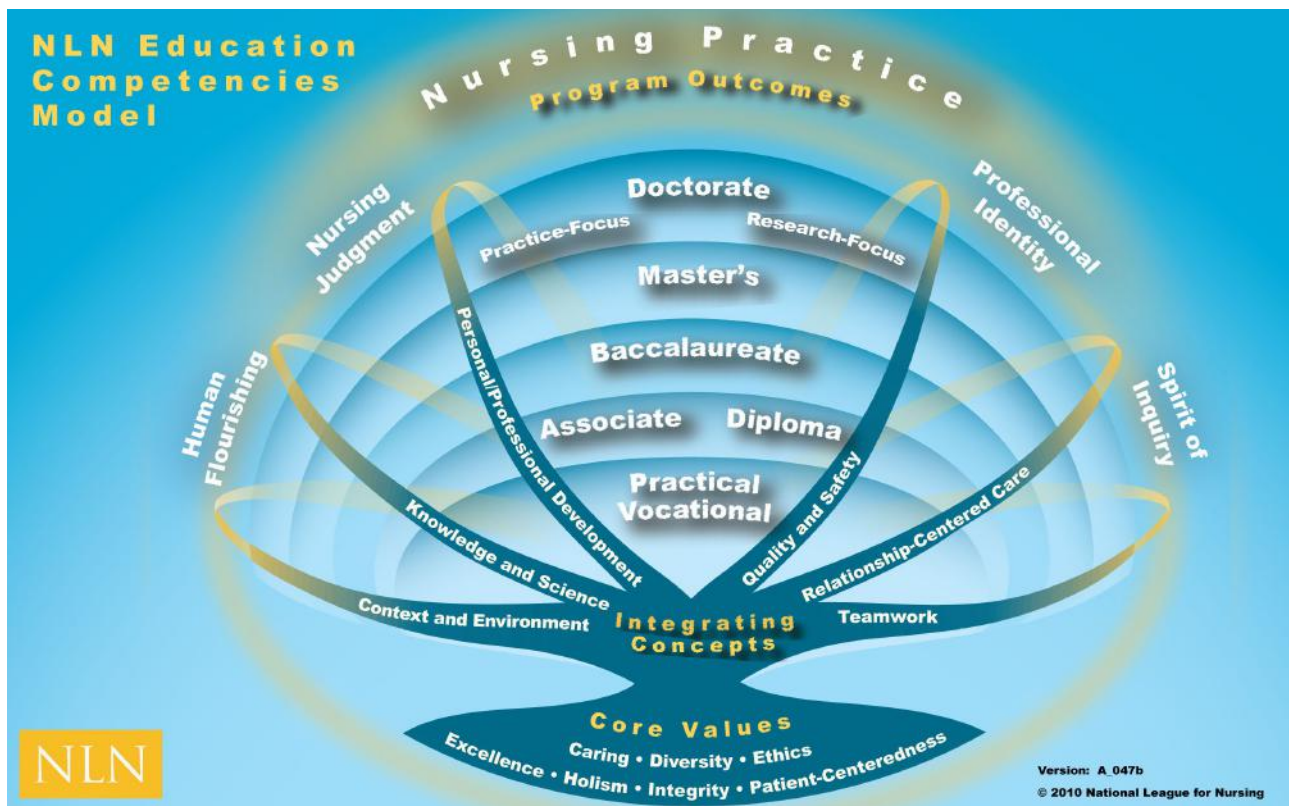 NLN Education
Competencies
Model
Nursing Practice
Program Outcomes
Human
Flourishing
Nursing
Judgment
Professional
Identity
Spirit of
Inquiry
Doctorate
Practice-Focus
Research-Focus
Master's
Baccalaureate
Associate
Diploma
Practical
Vocational
Context and Environment
Knowledge and Science
Personal/Professional Development
Quality and Safety
Relationship-Centered Care
Teamwork
Integrating
Concepts
Core Values
Caring • Diversity • Ethics
Excellence • Holism • Integrity • Patient-Centeredness
NLN
Version: A_047b
© 2010 National League for Nursing